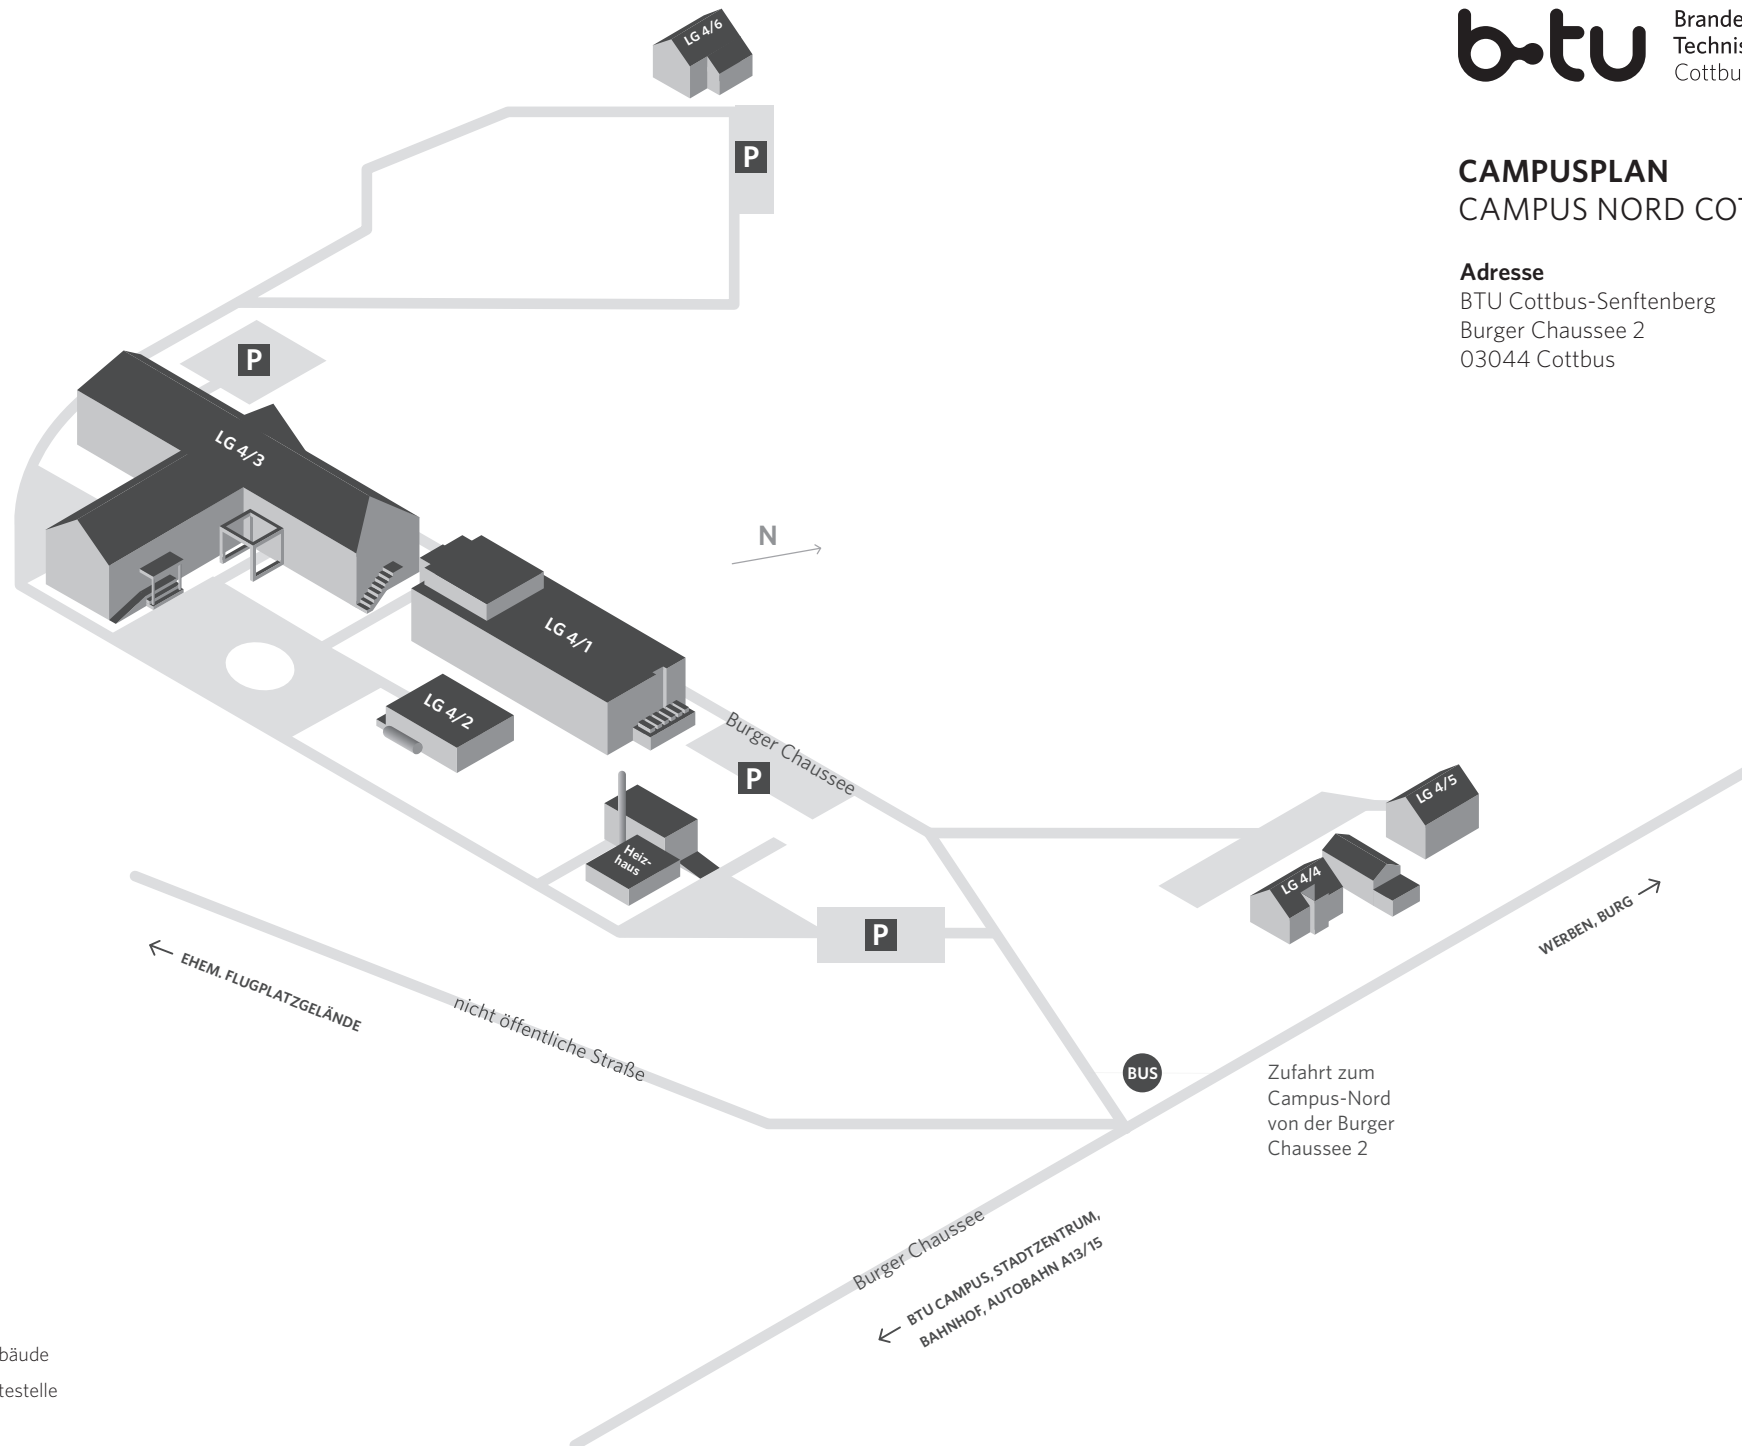 LG 4/6
b-tu
Brande
Technis
Cottbu
P
CAMPUSPLAN
CAMPUS NORD COT
Adresse
BTU Cottbus-Senftenberg
Burger Chaussee 2
03044 Cottbus
P
LG 4/3
N
LG 4/1
LG 4/2
Burger Chaussee
P
LG 4/5
Heiz-
haus
LG 4/4
P
WERBEN, BURG
EHEM. FLUGPLATZGELÄNDE
nicht öffentliche Straße
BUS
Zufahrt zum
Campus-Nord
von der Burger
Chaussee 2
Burger Chaussee
BTU CAMPUS, STADTZENTRUM,
BAHNHOF, AUTOBAHN A13/15
bäude
testelle